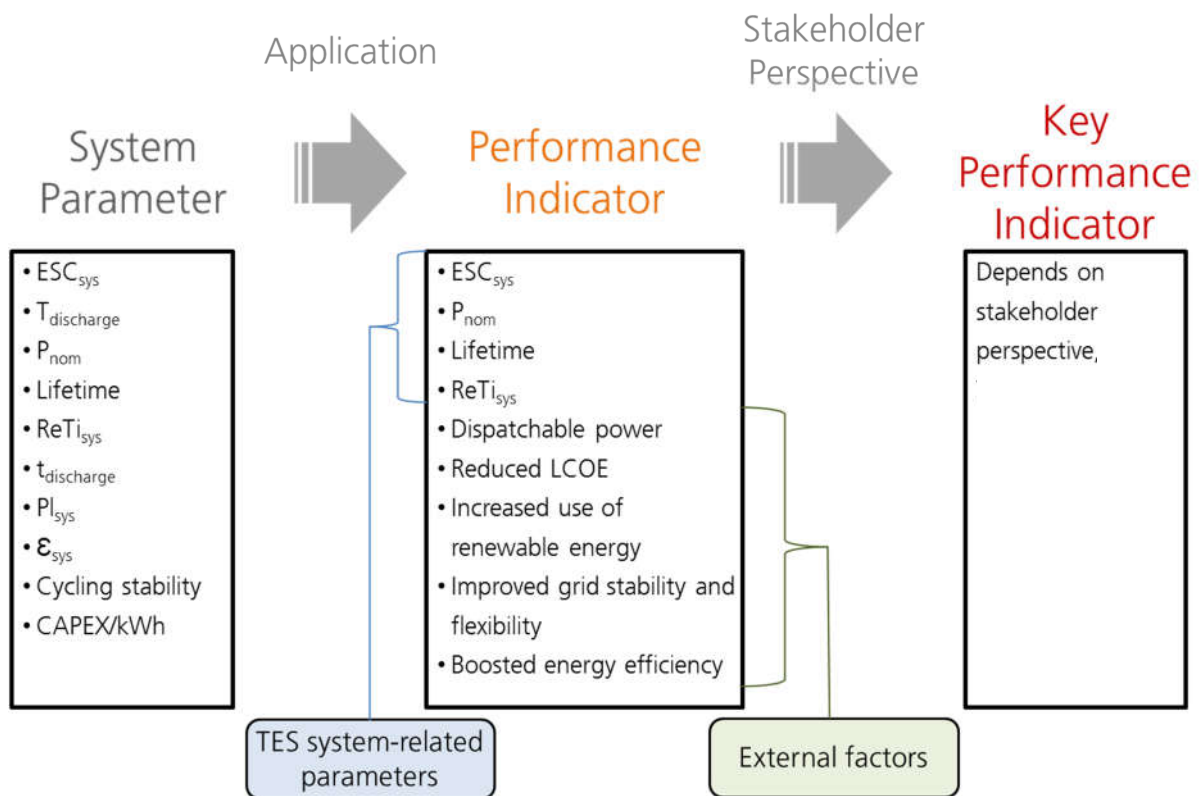 Application
Stakeholder
Perspective
System
Parameter
Performance
Indicator
Key
Performance
Indicator
• ESCsys
• Tdischarge
• Pnom
• Lifetime
• ReTisys
• tdischarge
• Plsys
• Ɛsys
• Cycling stability
• CAPEX/kWh
• ESCsys
• Pnom
• Lifetime
• ReTisys
• Dispatchable power
• Reduced LCOE
• Increased use of
renewable energy
• Improved grid stability and
flexibility
• Boosted energy efficiency
Depends on
stakeholder
perspective,
TES system-related
parameters
External factors